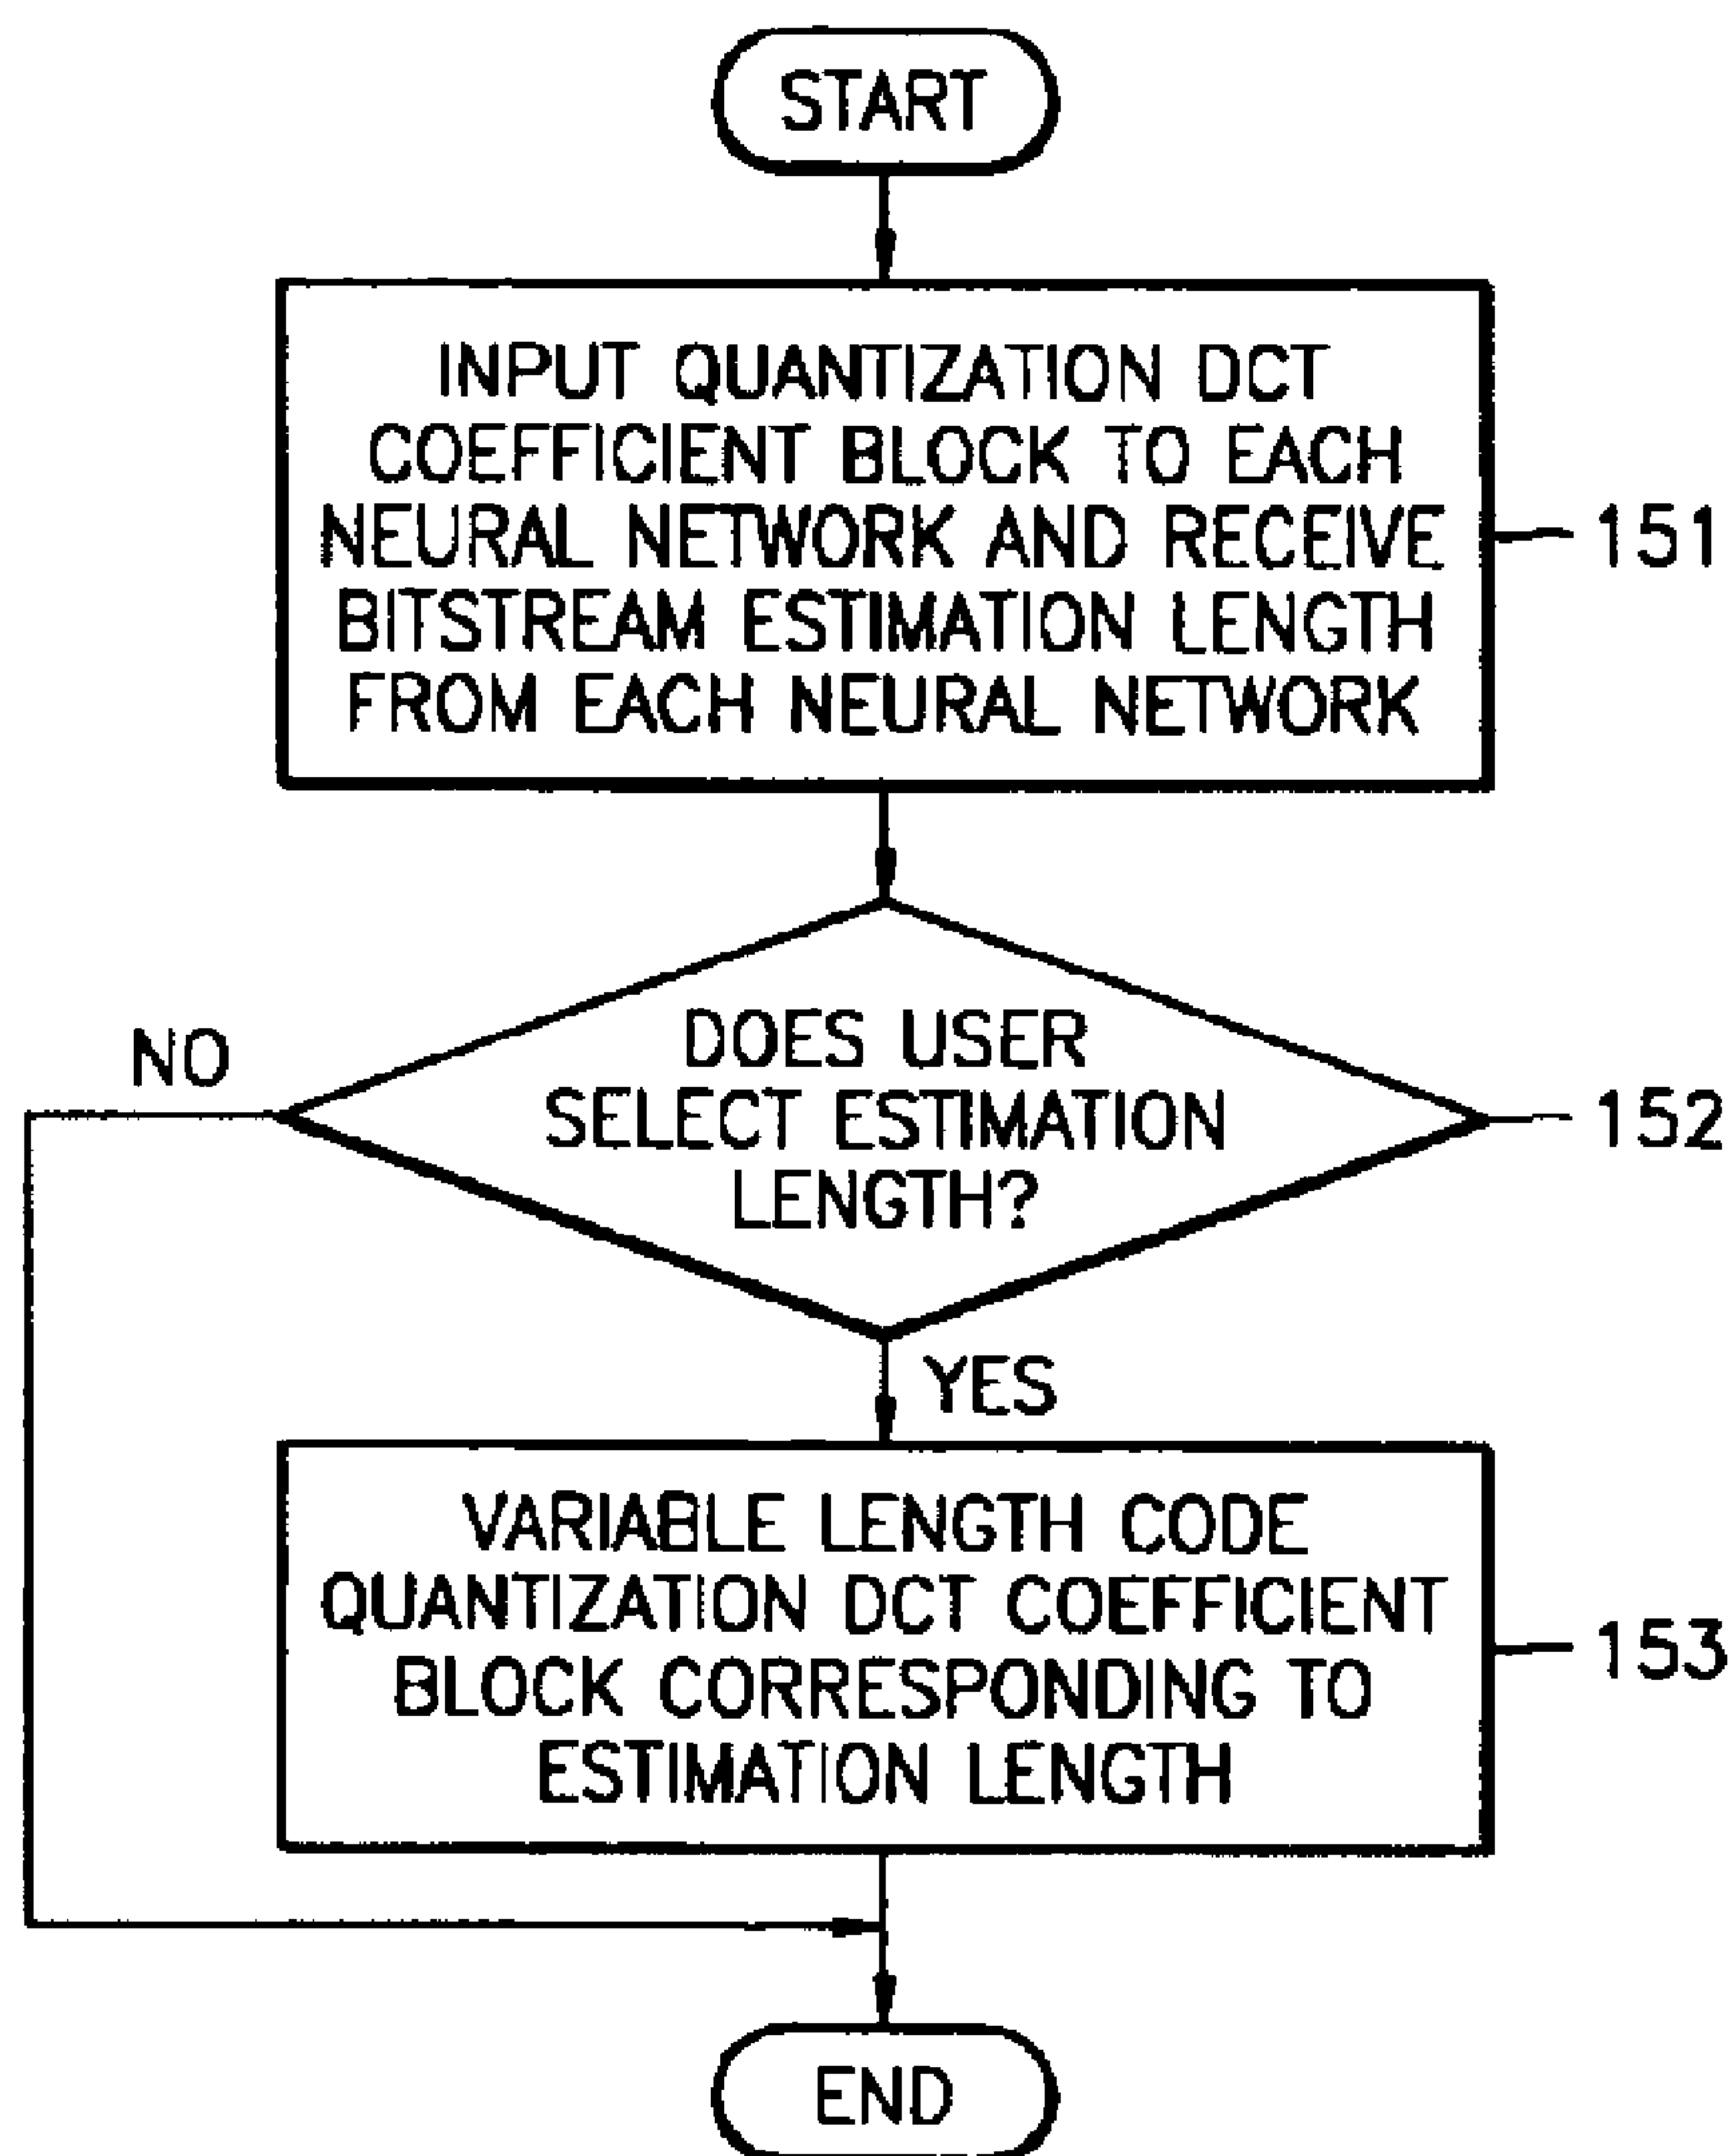 START
INPUT QUANTIZATION DCT
COEFFICIENT BLOCK TO EACH
NEURAL NETWORK AND RECEIVE
BITSTREAM ESTIMATION LENGTH
FROM EACH NEURAL NETWORK
151
DOES USER
SELECT ESTIMATION
LENGTH?
152
NO
YES
VARIABLE LENGTH CODE
QUANTIZATION DCT COEFFICIENT
BLOCK CORRESPONDING TO
ESTIMATION LENGTH
153
END